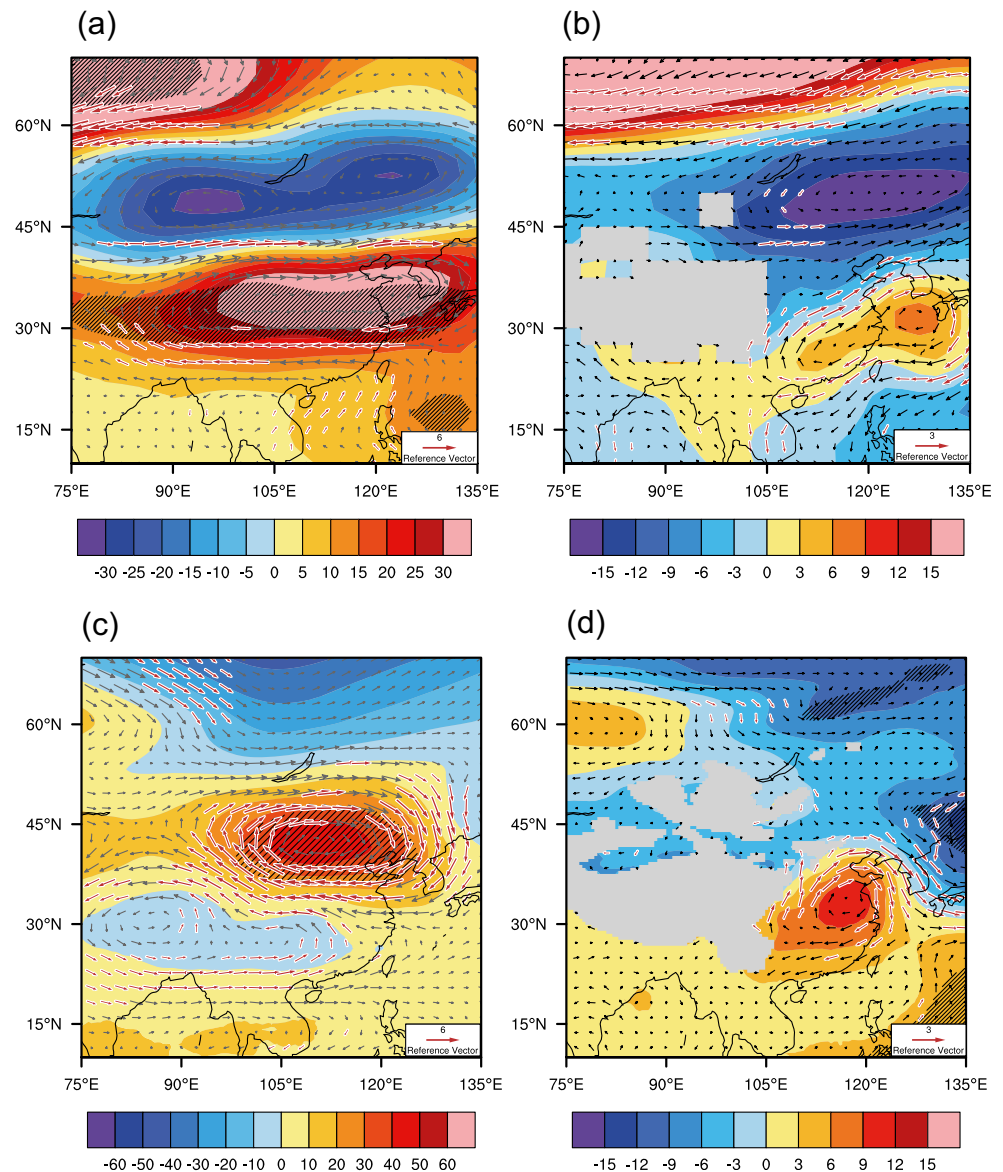 (a)
(b)
60°N
45°N
30°N
15°N
75°E 90°E 105°E 120°E 135°E
6
Reference Vector
-30 -25 -20 -15 -10 -5 0 5 10 15 20 25 30
60°N
45°N
30°N
15°N
75°E 90°E 105°E 120°E 135°E
3
Reference Vector
-15 -12 -9 -6 -3 0 3 6 9 12 15
(c)
(d)
60°N
45°N
30°N
15°N
75°E 90°E 105°E 120°E 135°E
6
Reference Vector
-60 -50 -40 -30 -20 -10 0 10 20 30 40 50 60
60°N
45°N
30°N
15°N
75°E 90°E 105°E 120°E 135°E
3
Reference Vector
-15 -12 -9 -6 -3 0 3 6 9 12 15